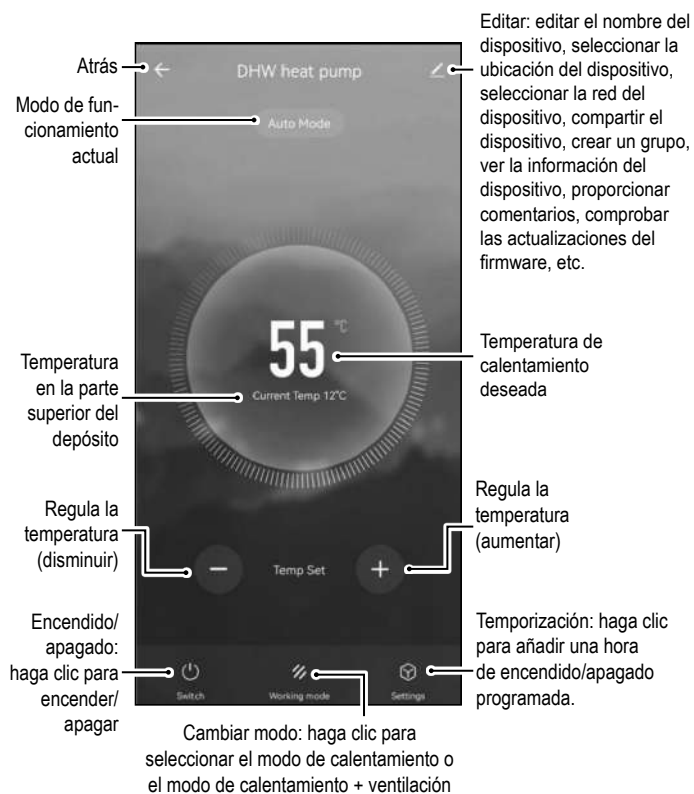 Atrás
Modo de fun-
cionamiento
actual
DHW heat pump
Auto Mode
Editar: editar el nombre del
dispositivo, seleccionar la
ubicación del dispositivo,
seleccionar la red del
dispositivo, compartir el
dispositivo, crear un grupo,
ver la información del
dispositivo, proporcionar
comentarios, comprobar
las actualizaciones del
firmware, etc.
55 °C
Current Temp 12°C
Temperatura de
calentamiento
deseada
Temperatura
en la parte
superior del
depósito
Regula la
temperatura
(disminuir)
− Temp Set +
Regula la
temperatura
(aumentar)
Encendido/
apagado:
haga clic para
encender/
apagar
Switch
Working mode
Settings
Temporización: haga clic
para añadir una hora
de encendido/apagado
programada.
Cambiar modo: haga clic para
seleccionar el modo de calentamiento o
el modo de calentamiento + ventilación